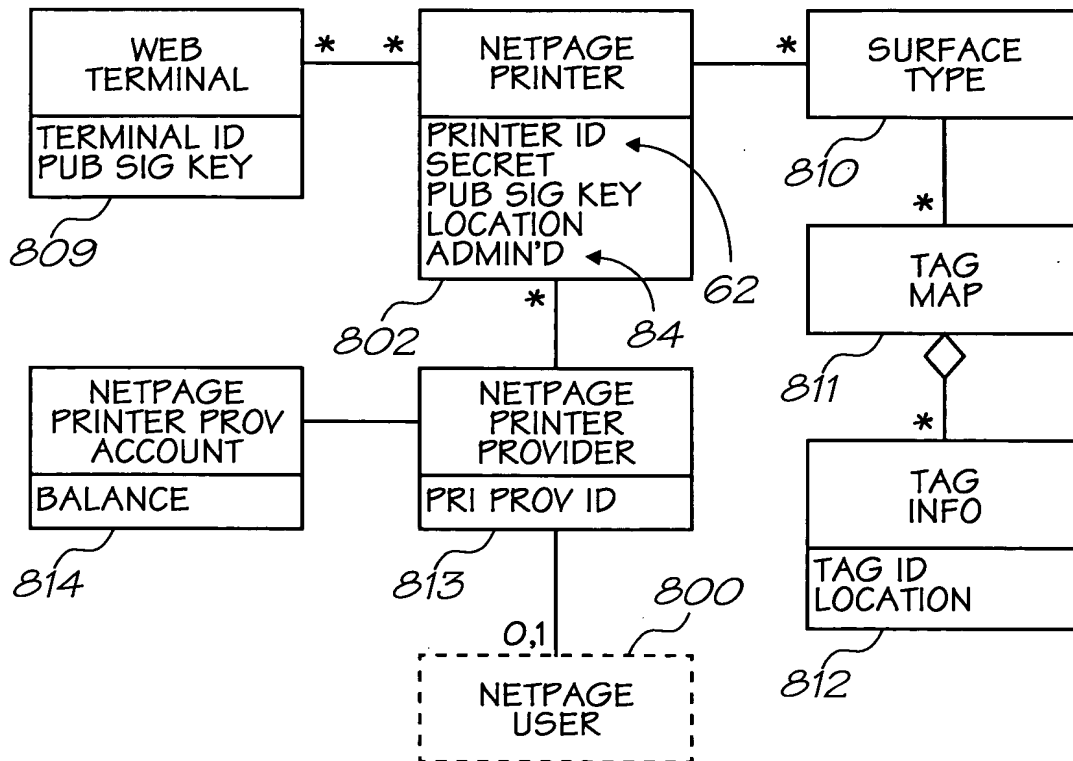 WEB
TERMINAL
TERMINAL ID
PUB SIG KEY
809
* *
NETPAGE
PRINTER
PRINTER ID
SECRET
PUB SIG KEY
LOCATION
ADMIN'D
62
84
802
*
*
SURFACE
TYPE
810
*
TAG
MAP
811
*
TAG
INFO
TAG ID
LOCATION
812
NETPAGE
PRINTER PROV
ACCOUNT
BALANCE
814
NETPAGE
PRINTER
PROVIDER
PRI PROV ID
813
800
0,1
NETPAGE
USER